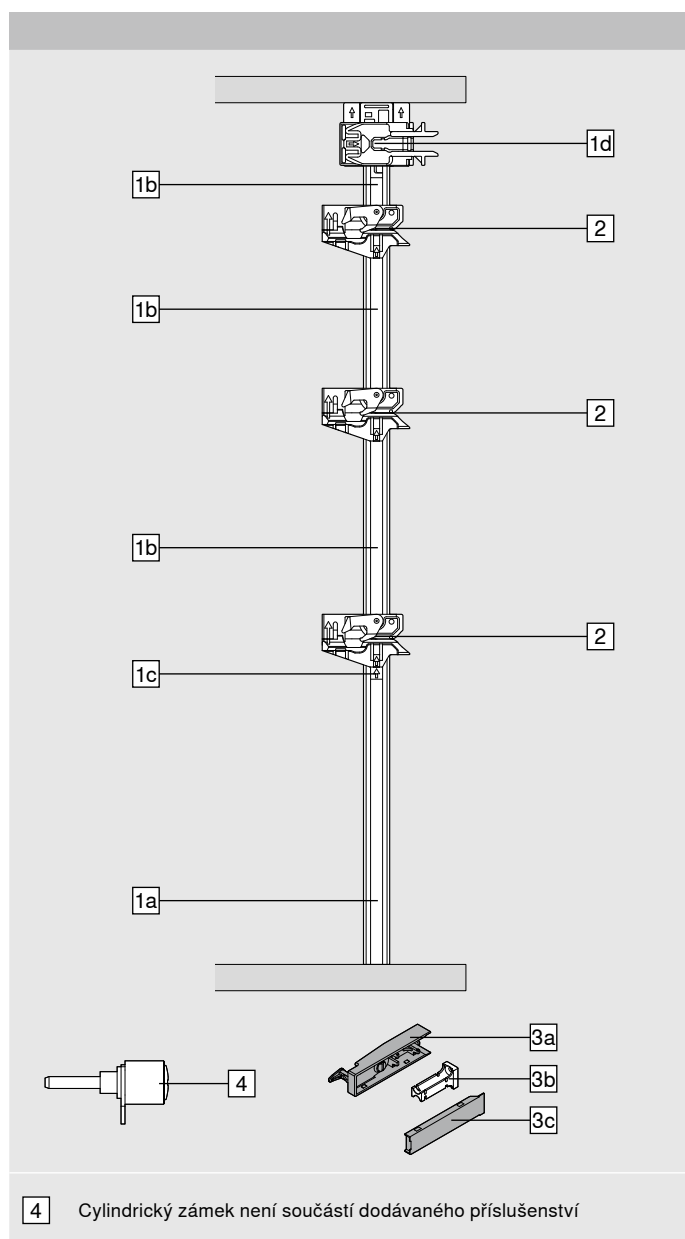 1d
1b
2
1b
2
1b
2
1c
1a
3a
4
3b
3c
4 Cylindrický zámek není součástí dodávaného příslušenství